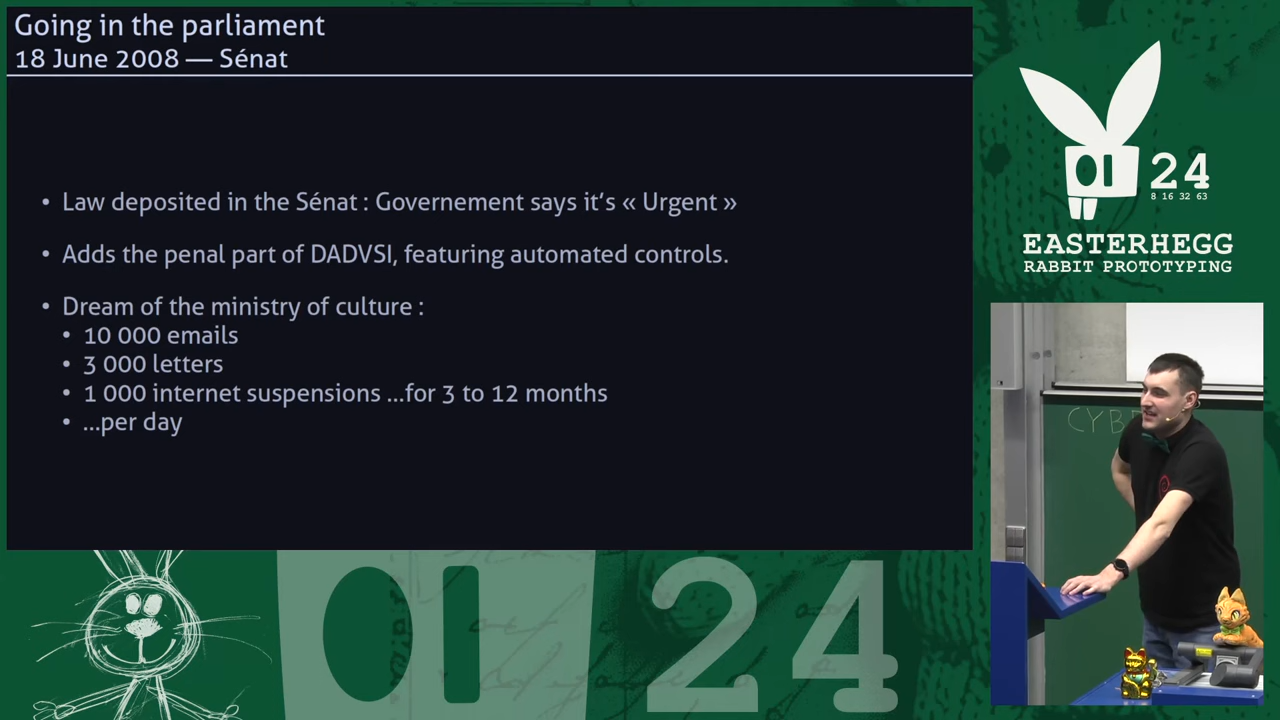 Going in the parliament
18 June 2008 — Sénat
• Law deposited in the Sénat : Governement says it's « Urgent »
• Adds the penal part of DADVSI, featuring automated controls.
• Dream of the ministry of culture :
• 10 000 emails
• 3 000 letters
• 1 000 internet suspensions ...for 3 to 12 months
• ...per day
01 24
8 16 32 63
EASTERHEGG
RABBIT PROTOTYPING
CYBE
01 24